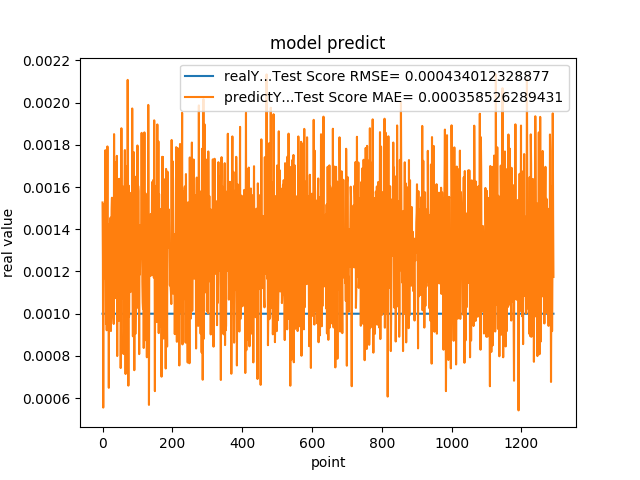 model predict
realY...Test Score RMSE= 0.000434012328877
predictY...Test Score MAE= 0.000358526289431
0.0022
0.0020
0.0018
0.0016
0.0014
0.0012
0.0010
0.0008
0.0006
real value
0 200 400 600 800 1000 1200
point